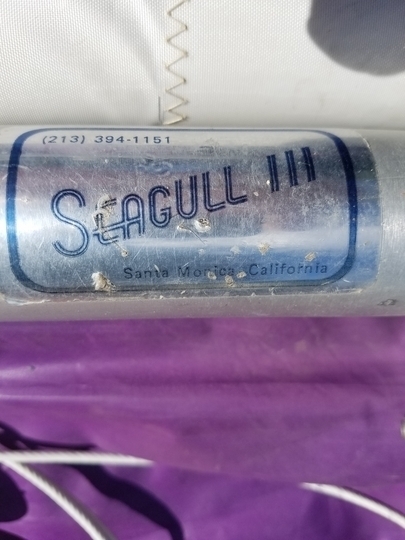 (213) 394-1151
SEAGULL III
Santa Monica, California